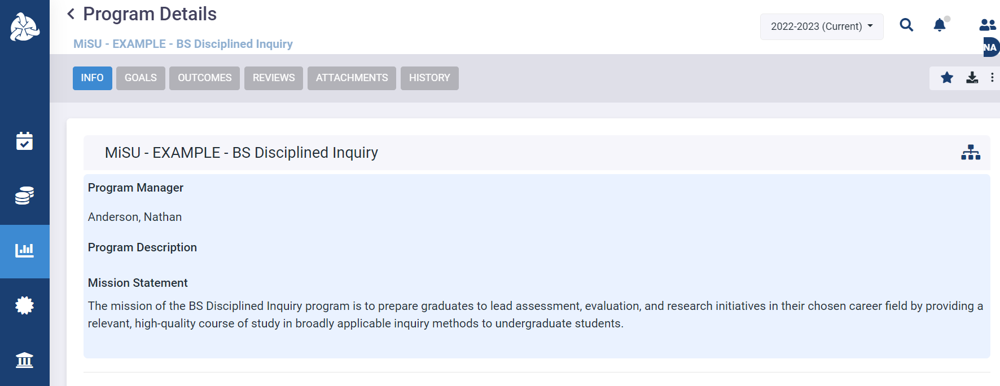 Program Details
2022-2023 (Current)
MiSU - EXAMPLE - BS Disciplined Inquiry
NA
INFO
GOALS
OUTCOMES
REVIEWS
ATTACHMENTS
HISTORY
MiSU - EXAMPLE - BS Disciplined Inquiry
Program Manager
Anderson, Nathan
Program Description
Mission Statement
The mission of the BS Disciplined Inquiry program is to prepare graduates to lead assessment, evaluation, and research initiatives in their chosen career field by providing a
relevant, high-quality course of study in broadly applicable inquiry methods to undergraduate students.